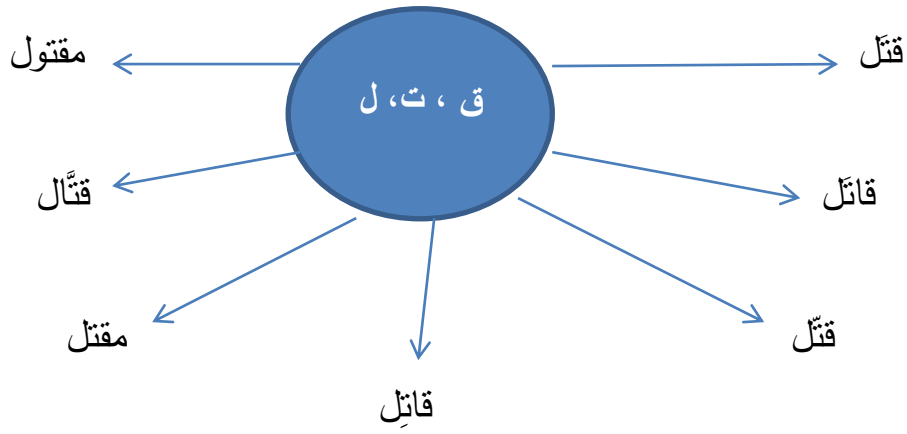 ق ، ت، ل
قتَل
مقتول
قاتَل
قتَّال
قتّل
مقتل
قاتِل